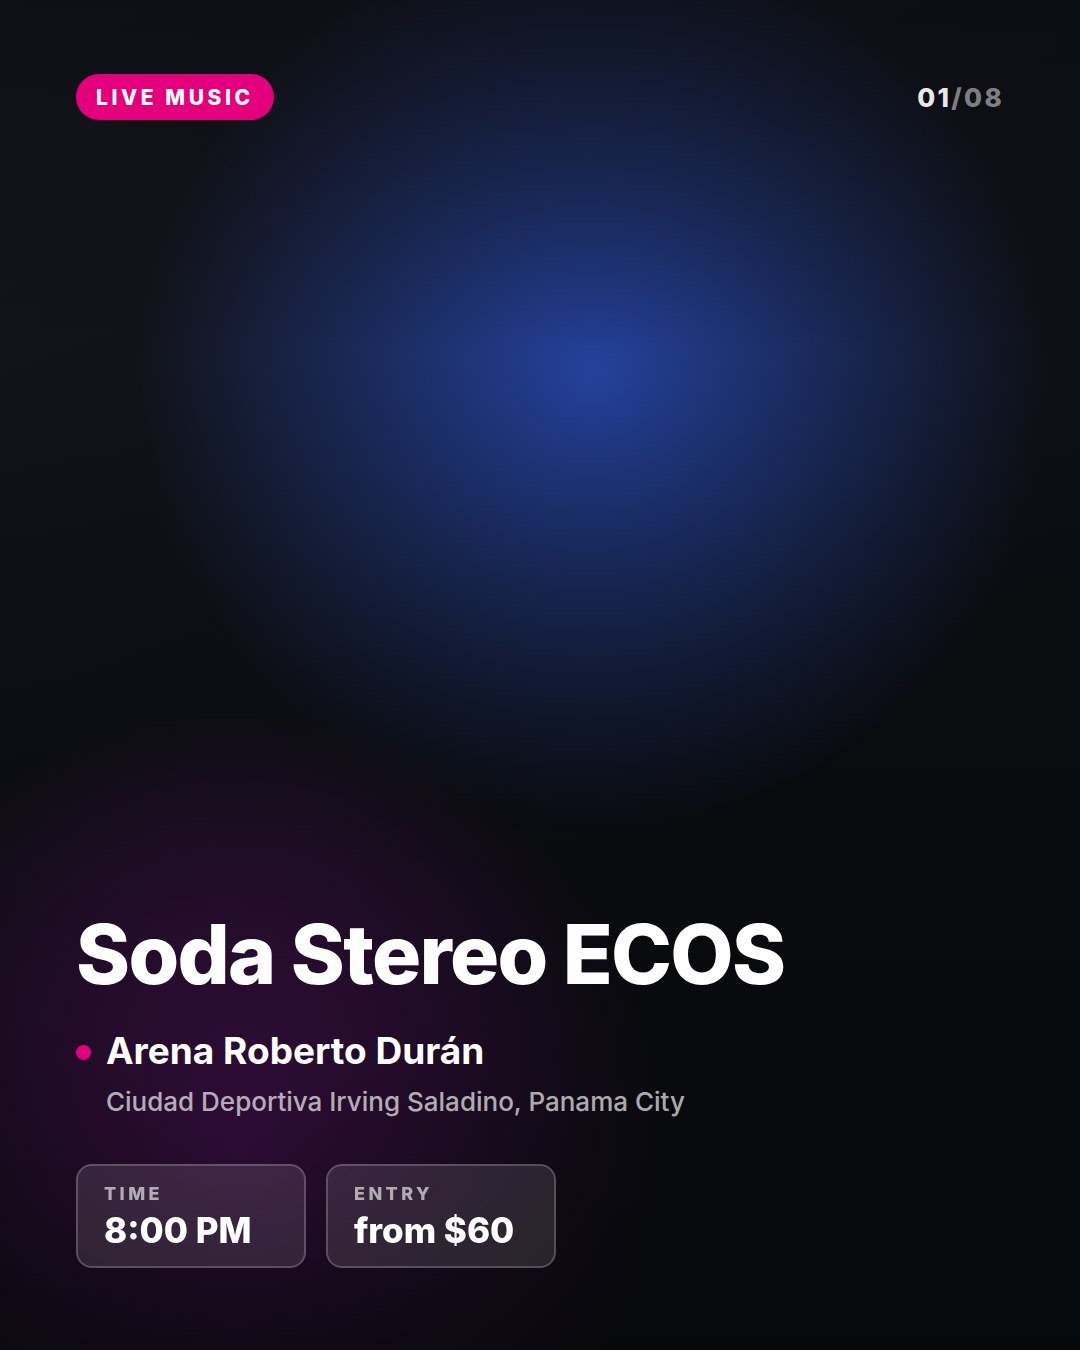 LIVE MUSIC
01/08
Soda Stereo ECOS
Arena Roberto Durán
Ciudad Deportiva Irving Saladino, Panama City
TIME
8:00 PM
ENTRY
from $60